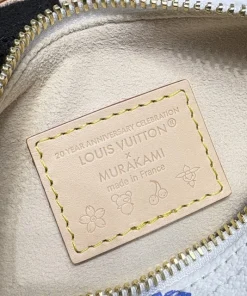 20 YEAR ANNIVERSARY CELEBRATION
LOUIS VUITTON
×
MURAKAMI
made in France